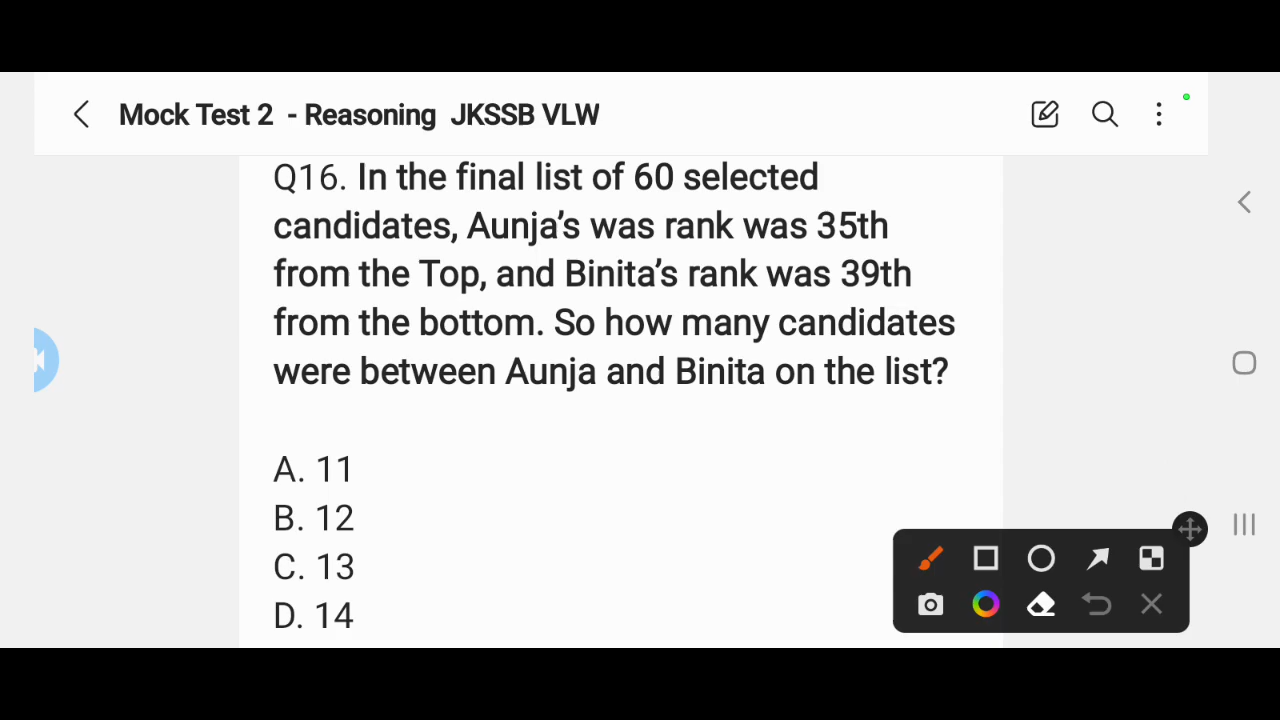 Mock Test 2 - Reasoning JKSSB VLW
Q16. In the final list of 60 selected
candidates, Aunja's was rank was 35th
from the Top, and Binita's rank was 39th
from the bottom. So how many candidates
were between Aunja and Binita on the list?
A. 11
B. 12
C. 13
D. 14